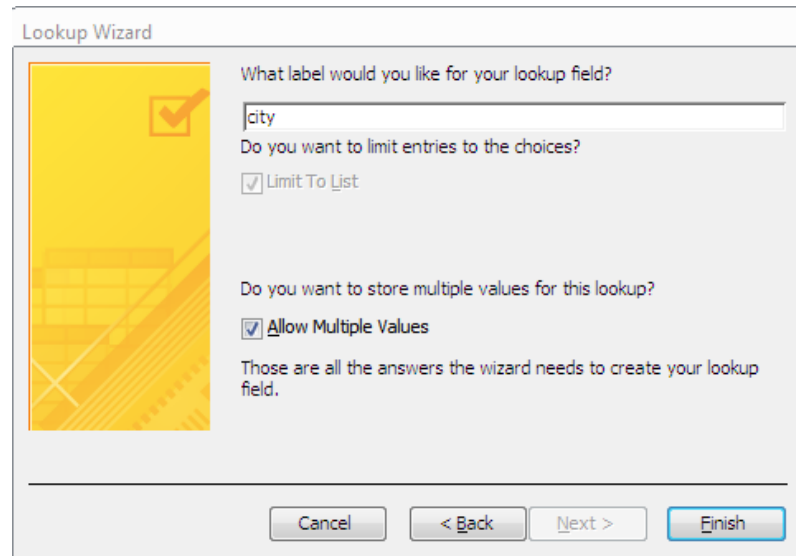 Lookup Wizard
What label would you like for your lookup field?
city
Do you want to limit entries to the choices?
Limit To List
Do you want to store multiple values for this lookup?
Allow Multiple Values
Those are all the answers the wizard needs to create your lookup
field.
Cancel
< Back
Next >
Finish